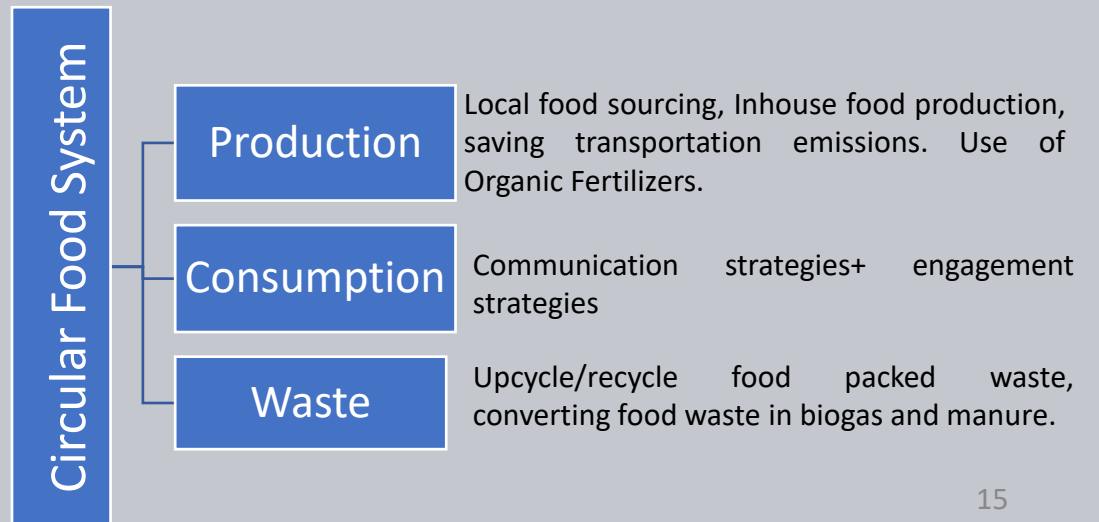 Circular Food System
Production
Local food sourcing, Inhouse food production,
saving transportation emissions. Use of
Organic Fertilizers.
Consumption
Communication strategies+ engagement
strategies
Waste
Upcycle/recycle food packed waste,
converting food waste in biogas and manure.
15